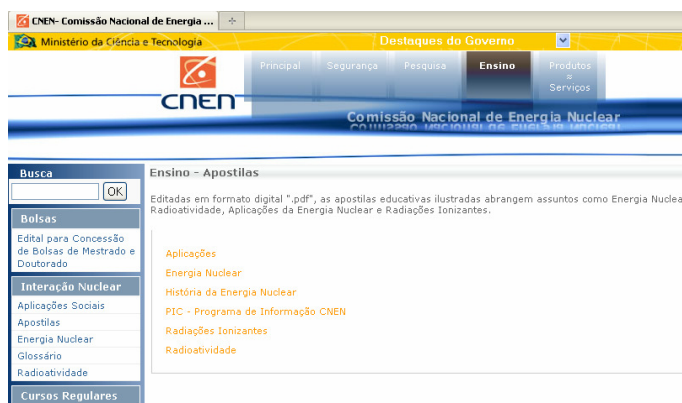 CNEN- Comissão Nacional de Energia ...
Ministério da Ciência e Tecnologia
Destaques do Governo
Principal
Segurança
Pesquisa
Ensino
Produtos
≈
Serviços
CNEN
Comissão Nacional de Energia Nuclear
Busca
OK
Ensino - Apostilas
Editadas em formato digital ".pdf", as apostilas educativas ilustradas abrangem assuntos como Energia Nuclea
Radioatividade, Aplicações da Energia Nuclear e Radiações Ionizantes.
Bolsas
Edital para Concessão
de Bolsas de Mestrado e
Doutorado
Interação Nuclear
Aplicações Sociais
Apostilas
Energia Nuclear
Glossário
Radioatividade
Cursos Regulares
Aplicações
Energia Nuclear
História da Energia Nuclear
PIC - Programa de Informação CNEN
Radiações Ionizantes
Radioatividade